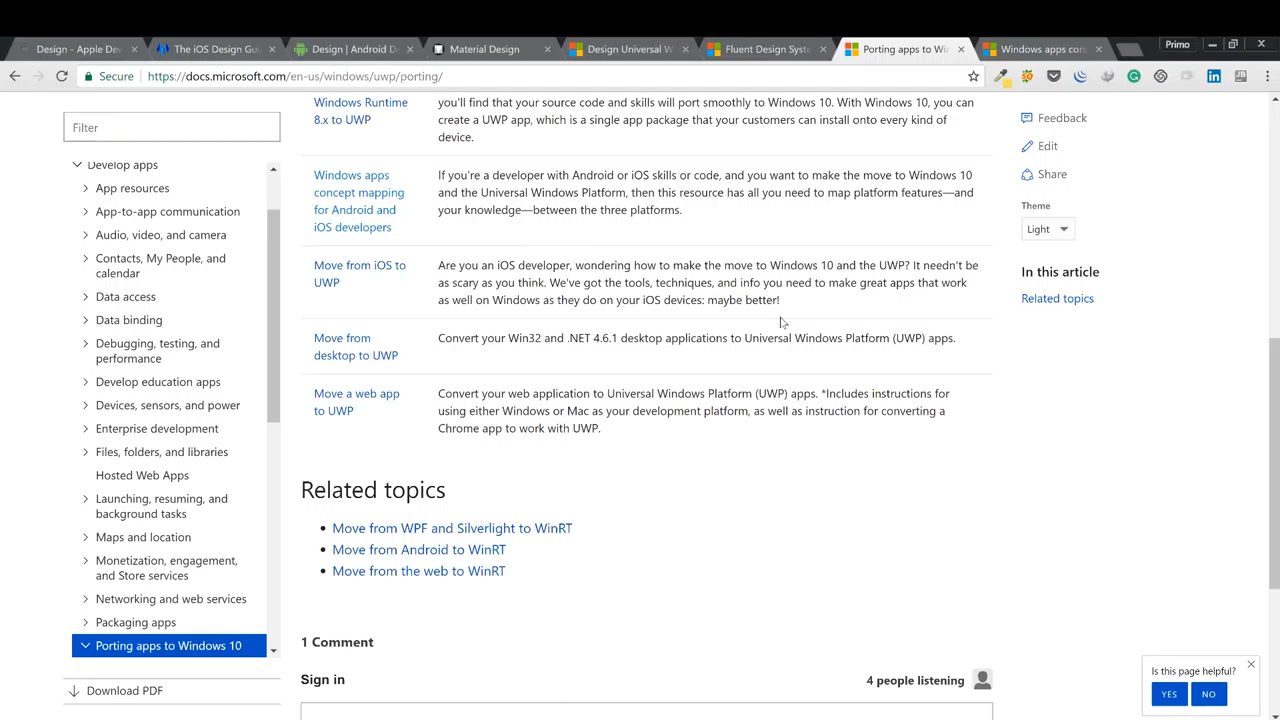 Design - Apple Dev
The iOS Design Gui
Design | Android D
Material Design
Design Universal W
Fluent Design Syste
Porting apps to Win
Windows apps con
Primo
Secure
https://docs.microsoft.com/en-us/windows/uwp/porting/
Filter
Develop apps
App resources
App-to-app communication
Audio, video, and camera
Contacts, My People, and
calendar
Data access
Data binding
Debugging, testing, and
performance
Develop education apps
Devices, sensors, and power
Enterprise development
Files, folders, and libraries
Hosted Web Apps
Launching, resuming, and
background tasks
Maps and location
Monetization, engagement,
and Store services
Networking and web services
Packaging apps
Porting apps to Windows 10
Download PDF
Windows Runtime
8.x to UWP
you'll find that your source code and skills will port smoothly to Windows 10. With Windows 10, you can
create a UWP app, which is a single app package that your customers can install onto every kind of
device.
Windows apps
concept mapping
for Android and
iOS developers
If you're a developer with Android or iOS skills or code, and you want to make the move to Windows 10
and the Universal Windows Platform, then this resource has all you need to map platform features—and
your knowledge—between the three platforms.
Move from iOS to
UWP
Are you an iOS developer, wondering how to make the move to Windows 10 and the UWP? It needn't be
as scary as you think. We've got the tools, techniques, and info you need to make great apps that work
as well on Windows as they do on your iOS devices: maybe better!
Move from
desktop to UWP
Convert your Win32 and .NET 4.6.1 desktop applications to Universal Windows Platform (UWP) apps.
Move a web app
to UWP
Convert your web application to Universal Windows Platform (UWP) apps. *Includes instructions for
using either Windows or Mac as your development platform, as well as instruction for converting a
Chrome app to work with UWP.
Related topics
Move from WPF and Silverlight to WinRT
Move from Android to WinRT
Move from the web to WinRT
1 Comment
Sign in
4 people listening
Feedback
Edit
Share
Theme
Light
In this article
Related topics
Is this page helpful?
YES
NO